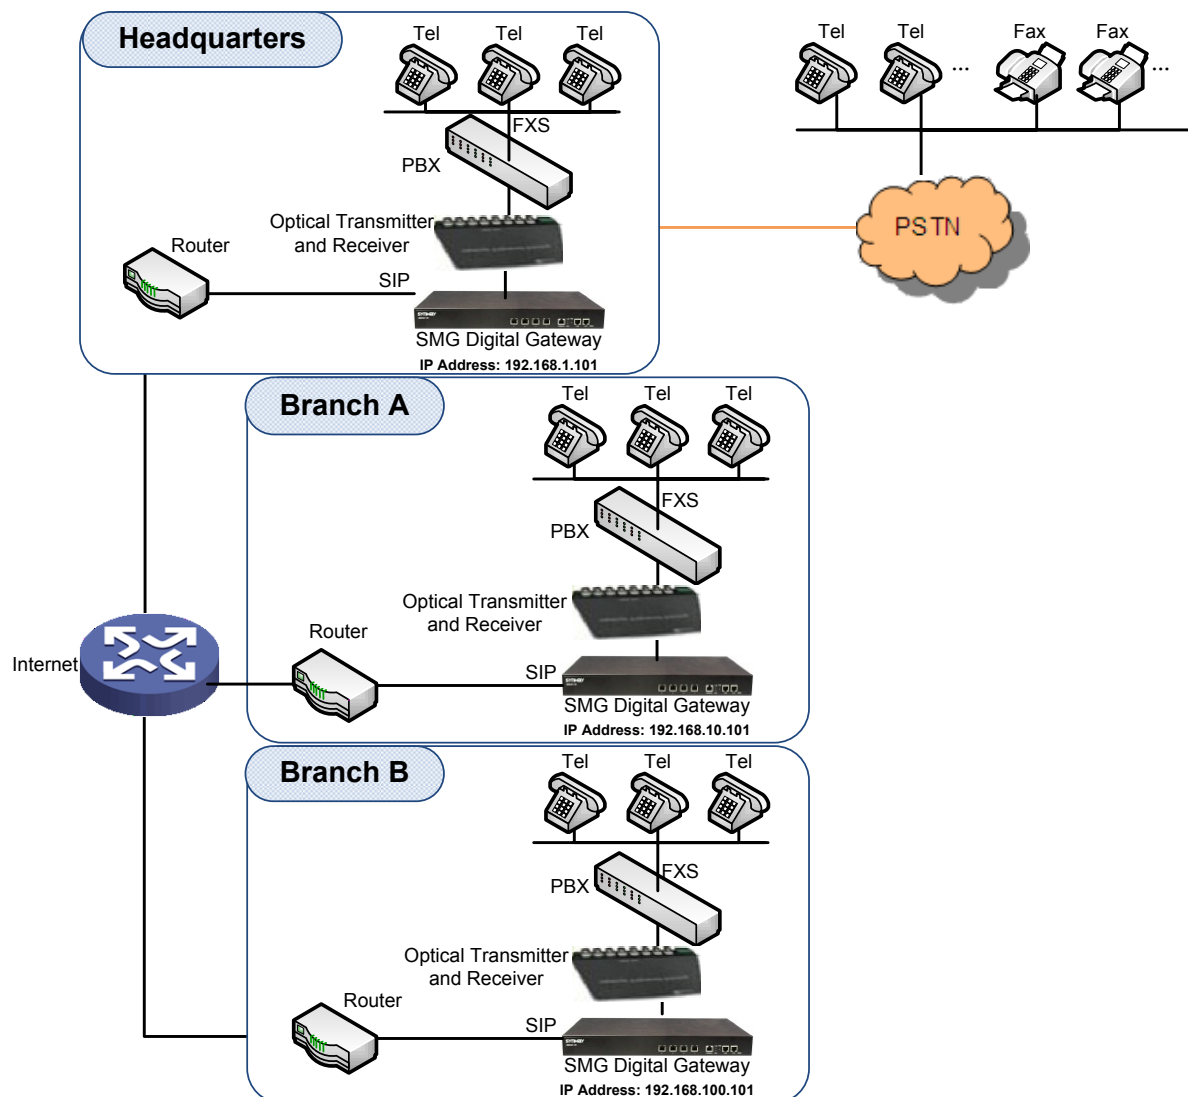 Headquarters
Tel Tel Tel
FXS
PBX
Optical Transmitter
and Receiver
Router
SIP
SMG Digital Gateway
IP Address: 192.168.1.101
Tel Tel ... Fax Fax ...
PSTN
Branch A
Tel Tel Tel
FXS
PBX
Optical Transmitter
and Receiver
Router
Internet
SIP
SMG Digital Gateway
IP Address: 192.168.10.101
Branch B
Tel Tel Tel
FXS
PBX
Optical Transmitter
and Receiver
Router
SIP
SMG Digital Gateway
IP Address: 192.168.100.101